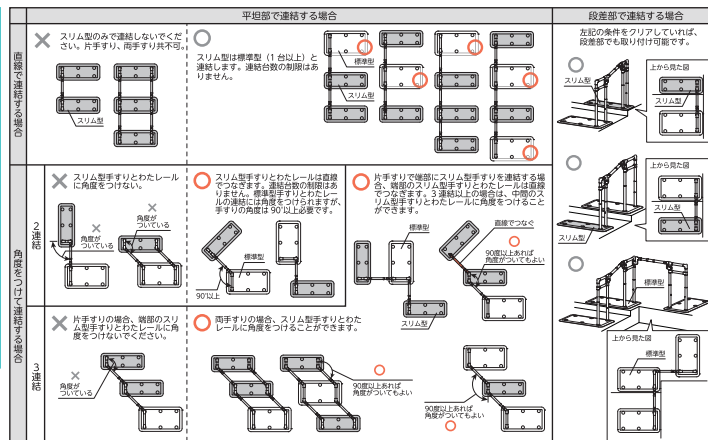 平坦部で連結する場合
段差部で連結する場合
直線で連結する場合
スリム型のみで連結しないでくだ
さい。片手すり、両手すり共不可。
スリム型
スリム型は標準型（1台以上）と
連結します。連結台数の制限はあ
りません。
標準型
スリム型
標準型
スリム型
左記の条件をクリアしていれば、
段差部でも取り付け可能です。
スリム型
上から見た図
スリム型
角度をつけて連結する場合
2連結
スリム型手すりとわたレール
に角度をつけない。
角度が
ついている
角度が
ついている
スリム型手すりとわたレールは直線
でつなぎます。連結台数の制限はあ
りません。標準型手すりとわたレー
ルの連結には角度をつけられますが、
手すりの角度は90°以上必要です。
標準型
90°以上
片手すりで端部にスリム型手すりを連結する場
合、端部のスリム型手すりとわたレールは直線
でつなぎます。3連結以上の場合は、中間のス
リム型手すりとわたレールに角度をつけること
ができます。
標準型
スリム型
直線でつなぐ
90度以上あれば
角度がついてもよい
上から見た図
スリム型
3連結
片手すりの場合、端部のスリ
ム型手すりとわたレールに角
度をつけないでください。
角度が
ついている
両手すりの場合、スリム型手すりとわた
レールに角度をつけることができます。
90度以上あれば
角度がついてもよい
90度以上あれば
角度がついてもよい
標準型
上から見た図
標準型